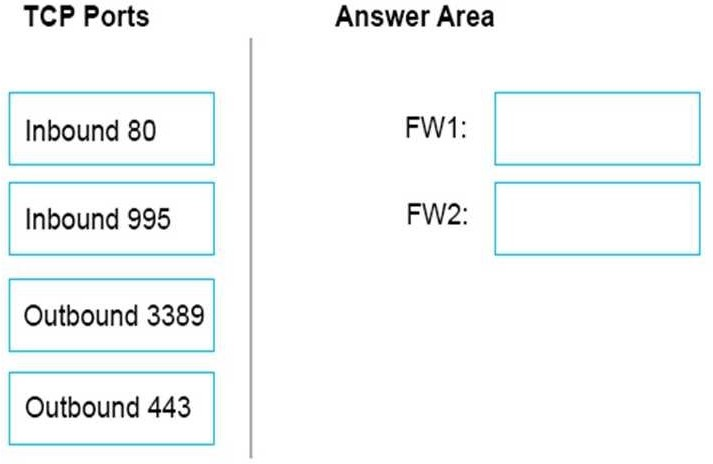 TCP Ports
Answer Area
Inbound 80
FW1:
Inbound 995
FW2:
Outbound 3389
Outbound 443